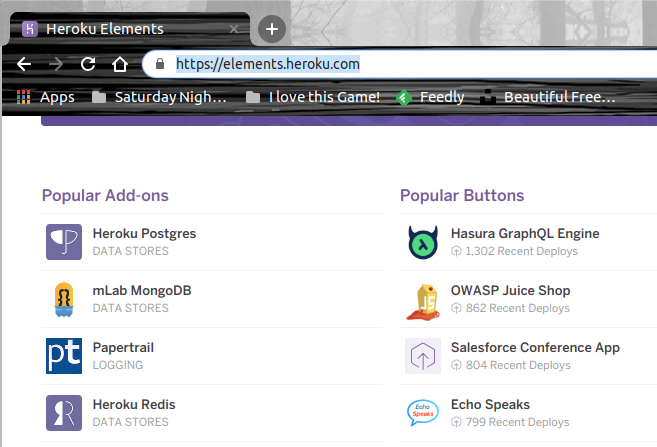 Heroku Elements
https://elements.heroku.com
Apps Saturday Nigh... I love this Game! Feedly Beautiful Free...
Popular Add-ons
Heroku Postgres
DATA STORES
mLab MongoDB
DATA STORES
pt
Papertrail
LOGGING
Heroku Redis
DATA STORES
Popular Buttons
Hasura GraphQL Engine
1,302 Recent Deploys
JS
OWASP Juice Shop
862 Recent Deploys
Salesforce Conference App
804 Recent Deploys
Echo
Speaks
Echo Speaks
799 Recent Deploys